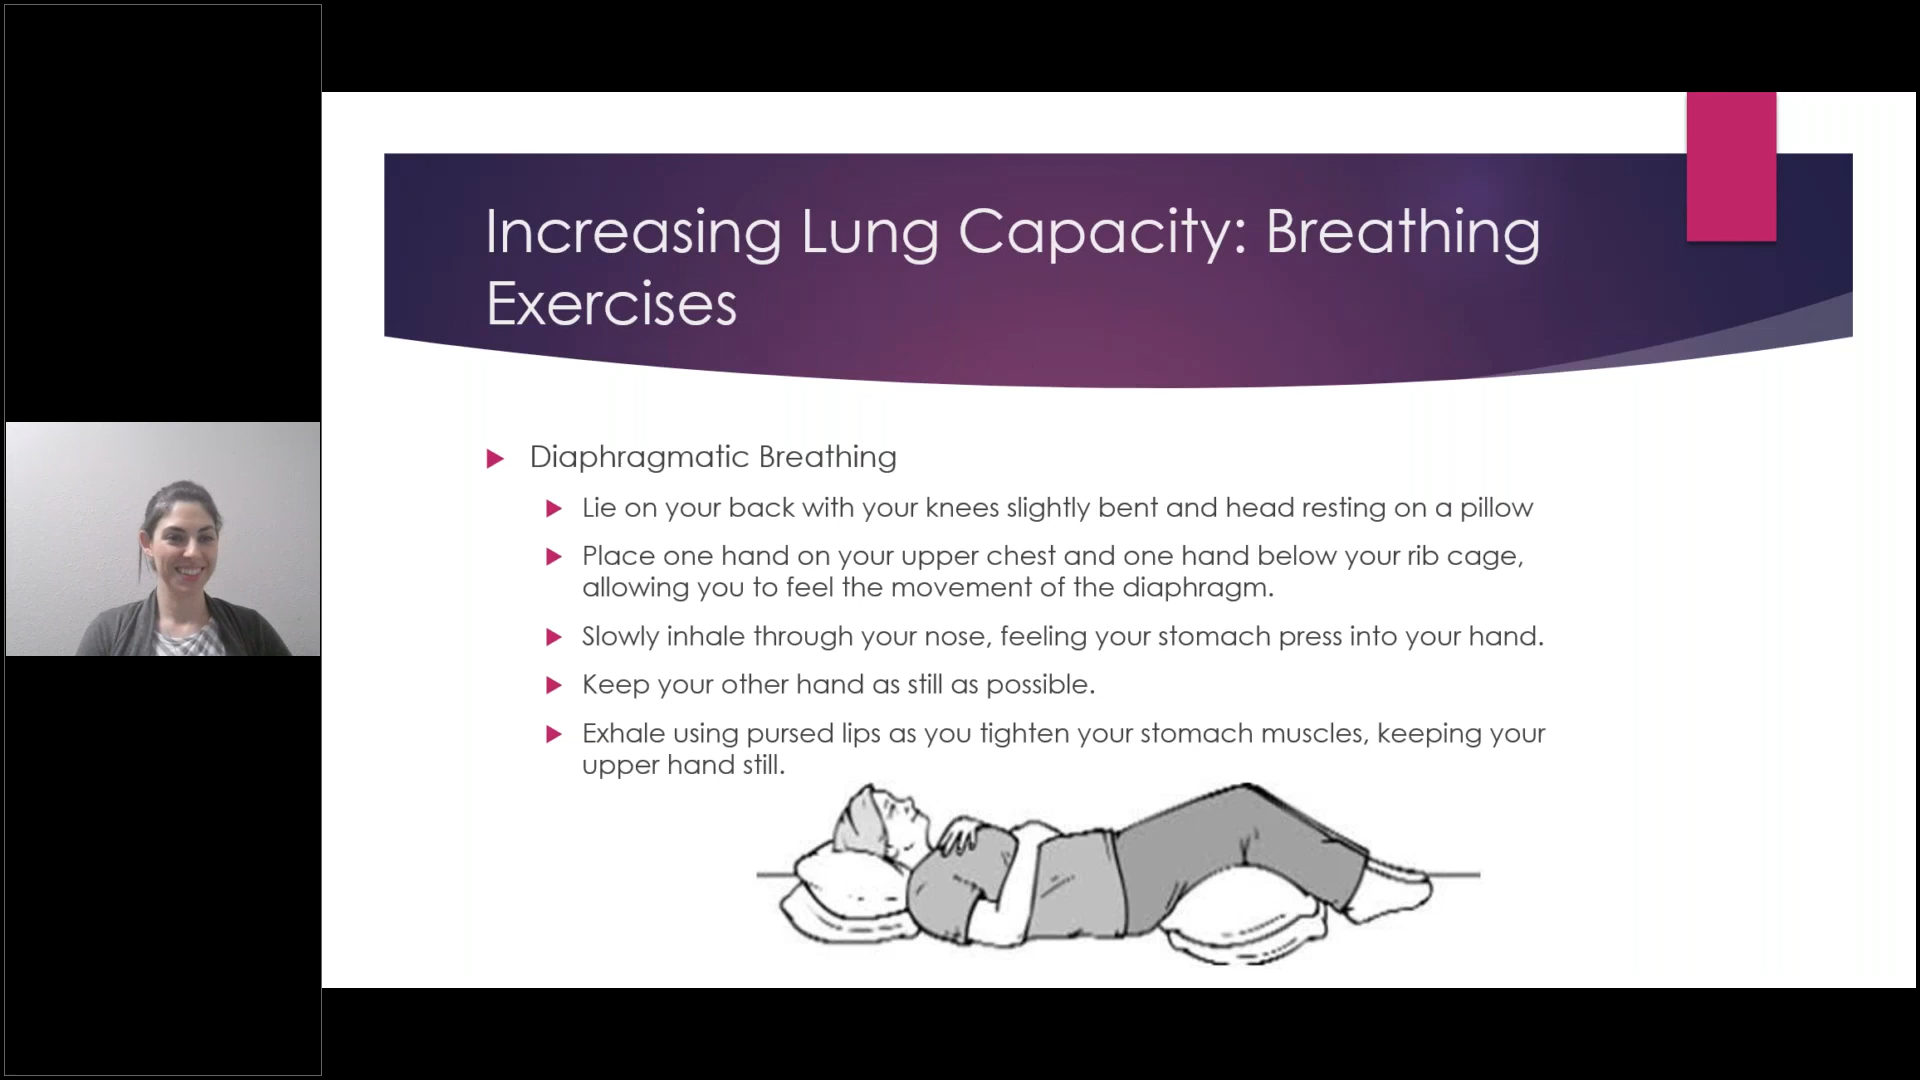 Increasing Lung Capacity: Breathing
Exercises
Diaphragmatic Breathing
Lie on your back with your knees slightly bent and head resting on a pillow
Place one hand on your upper chest and one hand below your rib cage,
allowing you to feel the movement of the diaphragm.
Slowly inhale through your nose, feeling your stomach press into your hand.
Keep your other hand as still as possible.
Exhale using pursed lips as you tighten your stomach muscles, keeping your
upper hand still.